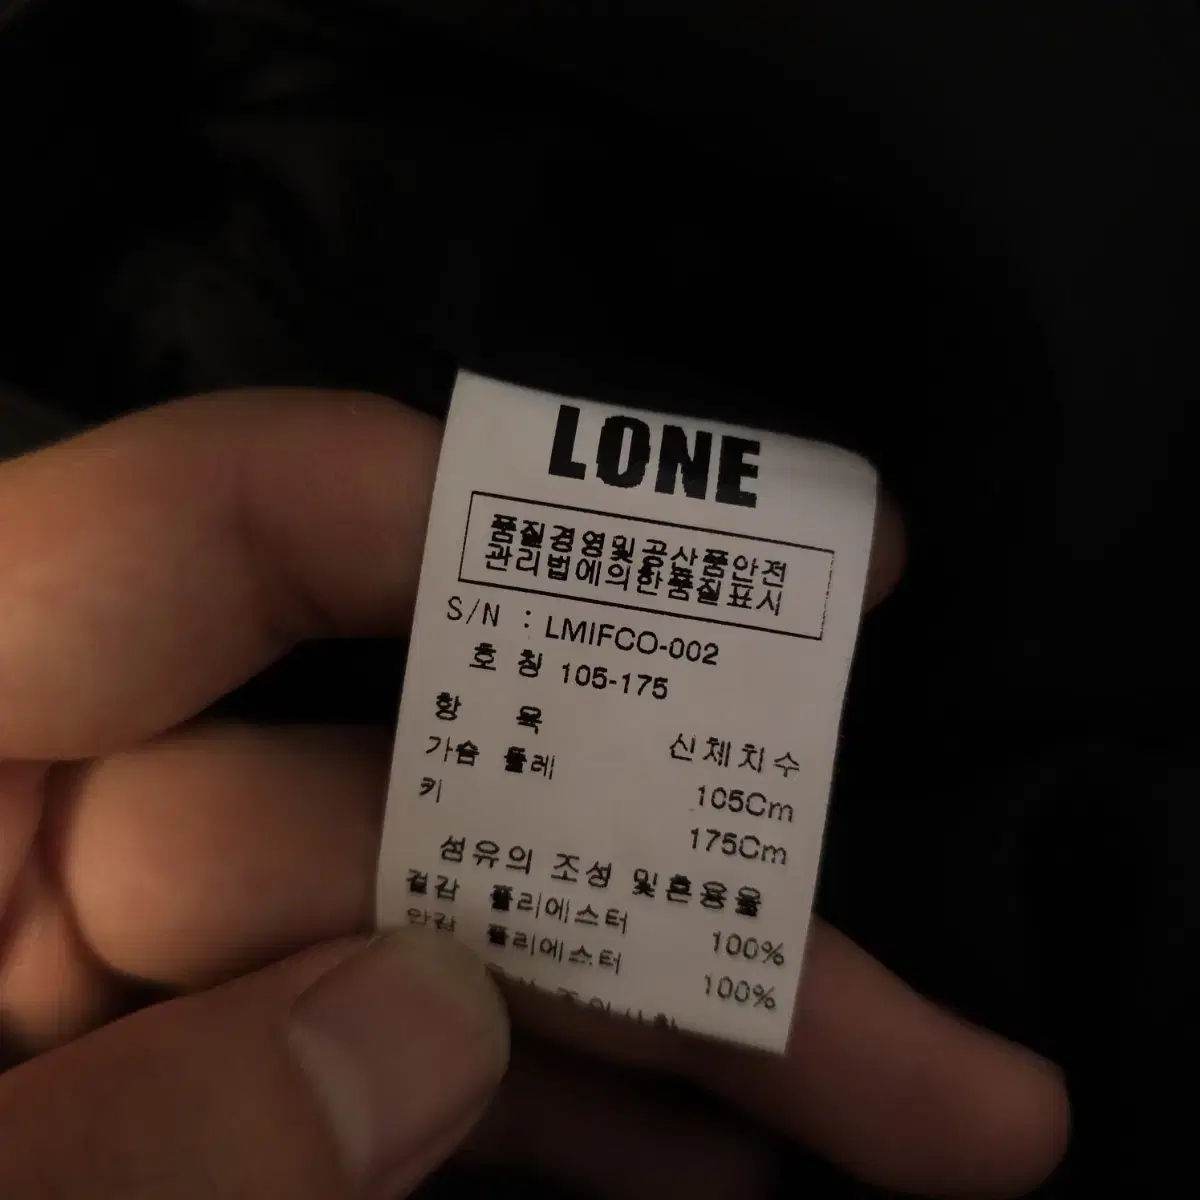 LONE
품질경영및공산품안전
관리법에의한품질표시
S/N : LMIFCO-002
호 칭 105-175
항 목 신체치수
가슴 둘레 105Cm
키 175Cm
섬유의 조성 및혼용율
겉감 폴리에스터 100%
안감 폴리에스터 100%